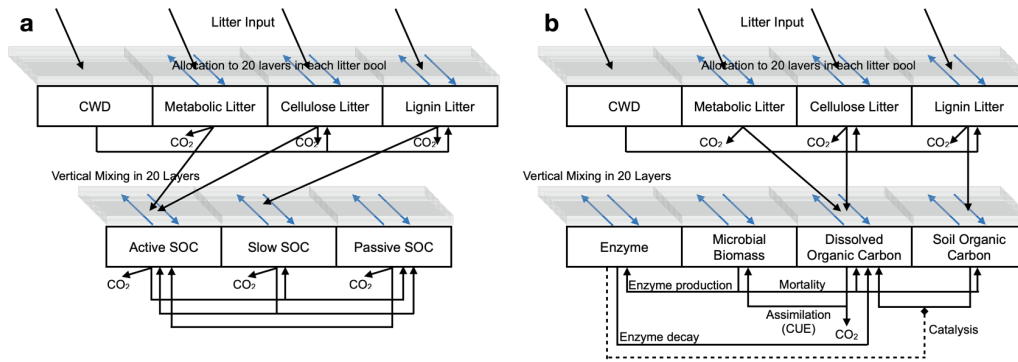 a
Litter Input
Allocation to 20 layers in each litter pool
CWD
Metabolic Litter
Cellulose Litter
Lignin Litter
CO₂
CO₂
CO₂
Vertical Mixing in 20 Layers
Active SOC
Slow SOC
Passive SOC
CO₂
CO₂
CO₂
b
Litter Input
Allocation to 20 layers in each litter pool
CWD
Metabolic Litter
Cellulose Litter
Lignin Litter
CO₂
CO₂
CO₂
Vertical Mixing in 20 Layers
Enzyme
Microbial
Biomass
Dissolved
Organic Carbon
Soil Organic
Carbon
Enzyme production
Mortality
Assimilation
(CUE)
CO₂
Catalysis
Enzyme decay